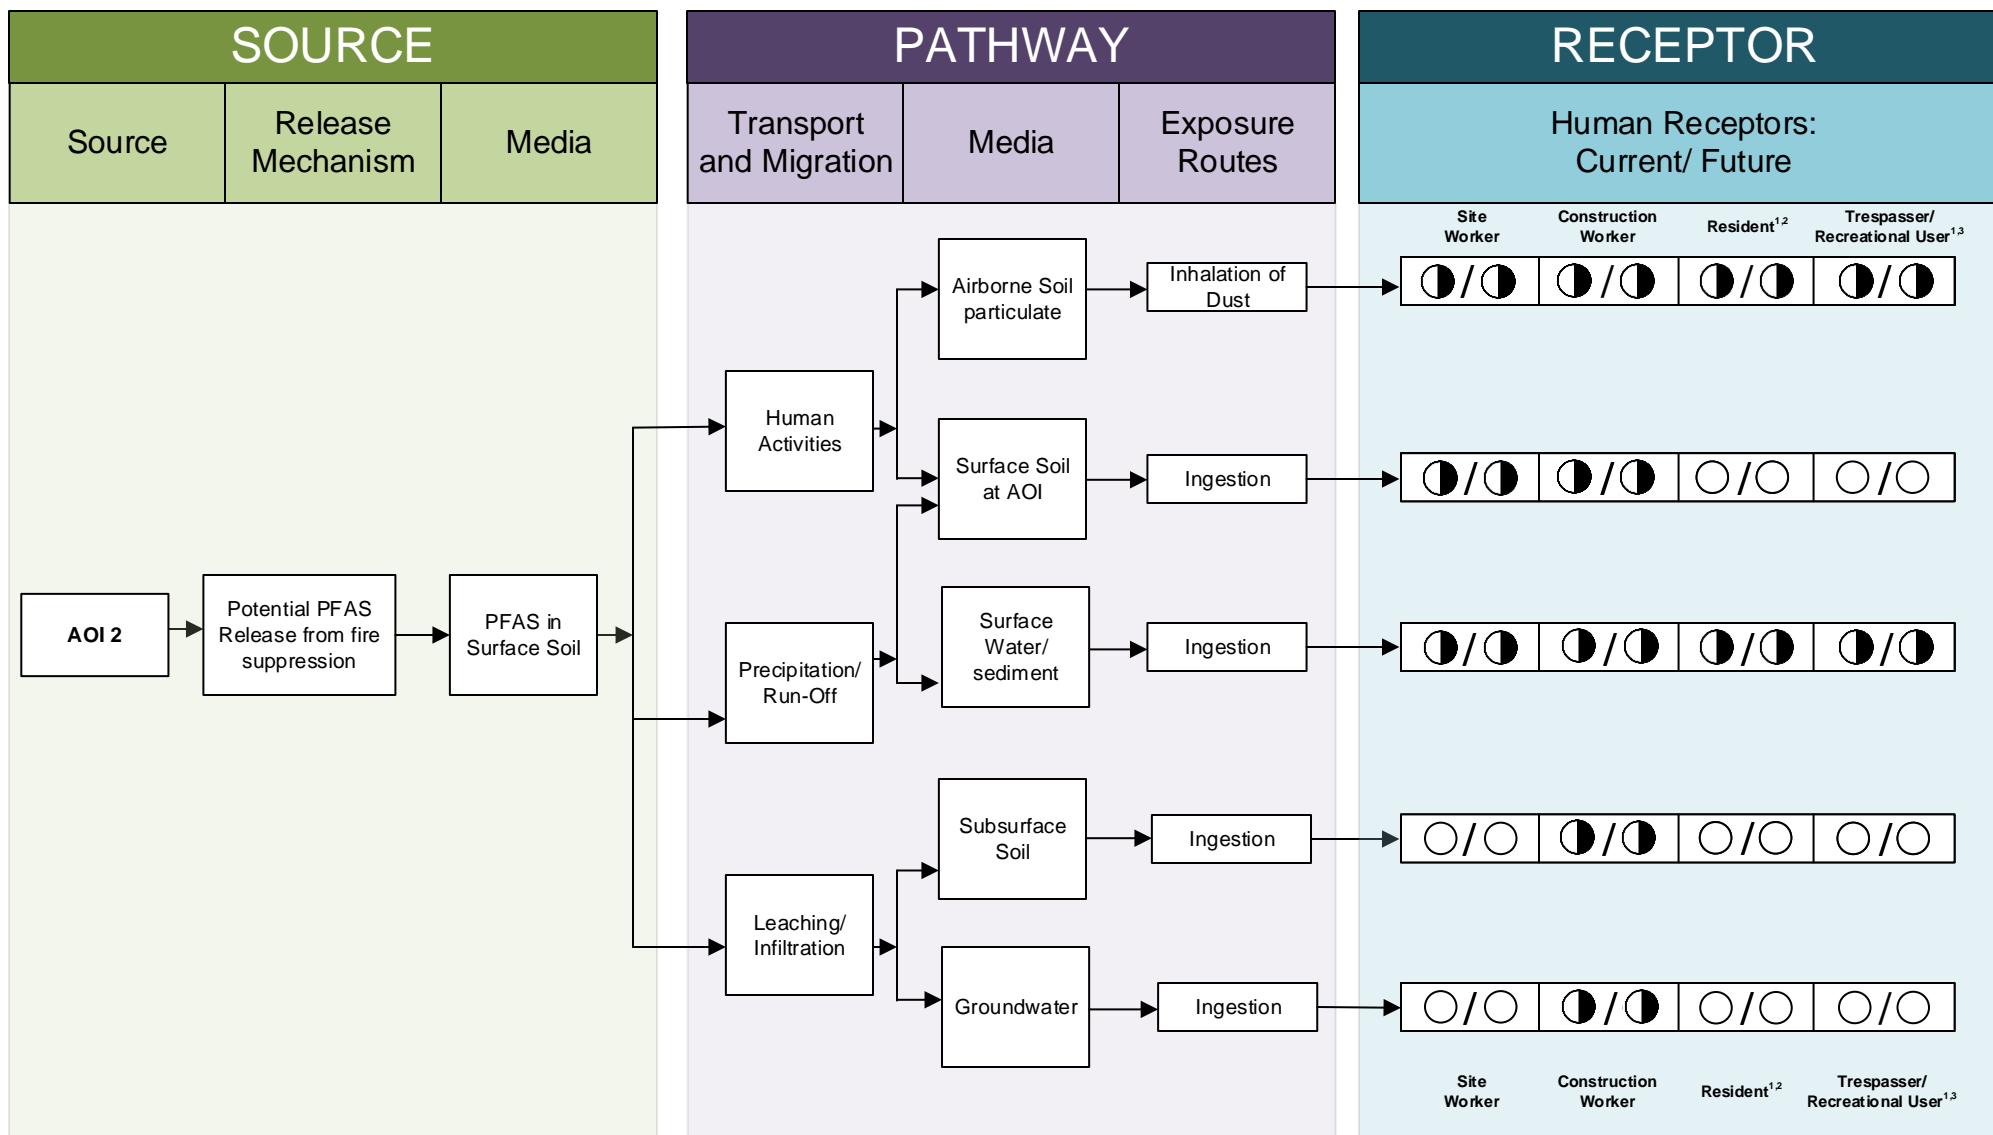 SOURCE
PATHWAY
RECEPTOR
Source
Release
Mechanism
Media
Transport
and Migration
Media
Exposure
Routes
Human Receptors:
Current/ Future
Site
Worker
Construction
Worker
Resident1,2
Trespasser/
Recreational User1,3
Airborne Soil
particulate
Inhalation of
Dust
/ / / /
Human
Activities
Surface Soil
at AOI
Ingestion
/ / / /
AOI 2
Potential PFAS
Release from fire
suppression
PFAS in
Surface Soil
Precipitation/
Run-Off
Surface
Water/
sediment
Ingestion
/ / / /
Subsurface
Soil
Ingestion
/ / / /
Leaching/
Infiltration
Groundwater
Ingestion
/ / / /
Site
Worker
Construction
Worker
Resident1,2
Trespasser/
Recreational User1,3